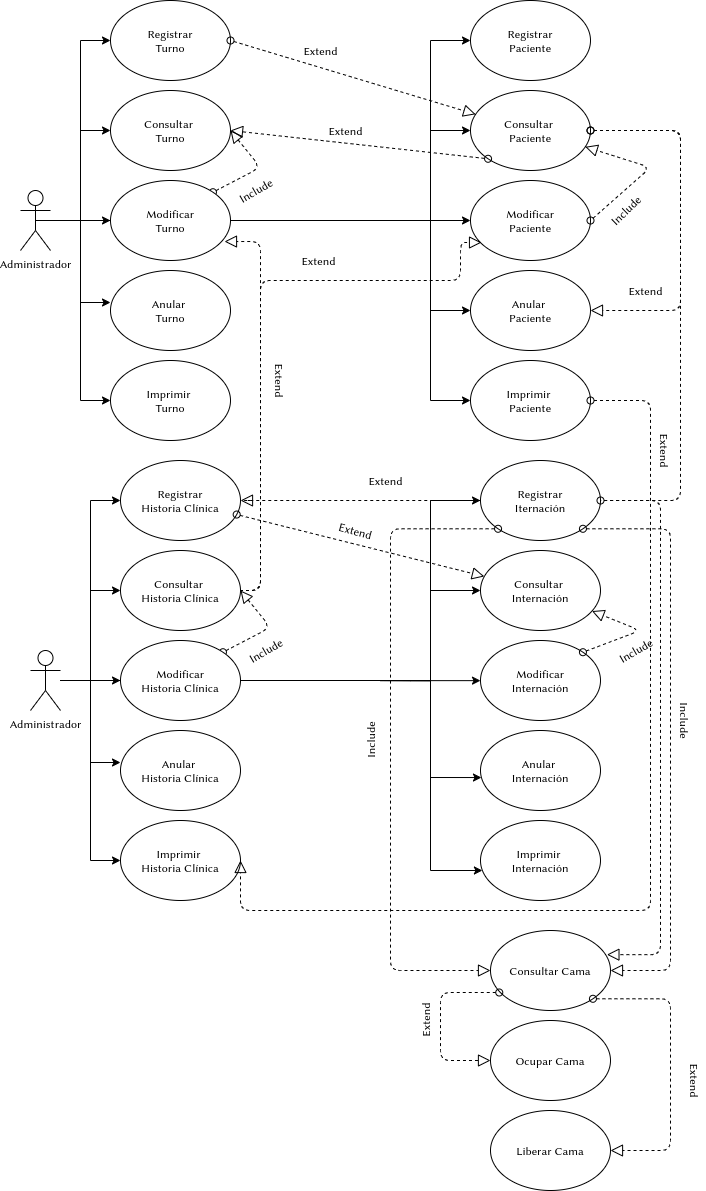 Registrar
Turno
Registrar
Paciente
Extend
Consultar
Turno
Extend
Consultar
Paciente
Include
Include
Modificar
Turno
Modificar
Paciente
Administrador
Extend
Extend
Anular
Turno
Anular
Paciente
Extend
Imprimir
Turno
Imprimir
Paciente
Extend
Extend
Registrar
Historia Clínica
Registrar
Iternación
Extend
Consultar
Historia Clínica
Consultar
Internación
Include
Include
Modificar
Historia Clínica
Modificar
Internación
Administrador
Include
Include
Anular
Historia Clínica
Anular
Internación
Imprimir
Historia Clínica
Imprimir
Internación
Consultar Cama
Extend
Ocupar Cama
Extend
Liberar Cama